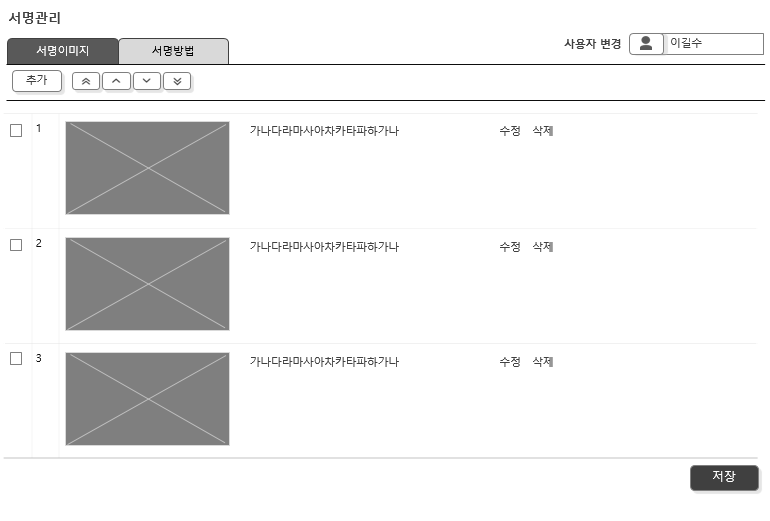 서명관리
서명이미지 서명방법 사용자 변경 이길수
추가
1 가나다라마사아차카타파하가나 수정 삭제
2 가나다라마사아차카타파하가나 수정 삭제
3 가나다라마사아차카타파하가나 수정 삭제
저장